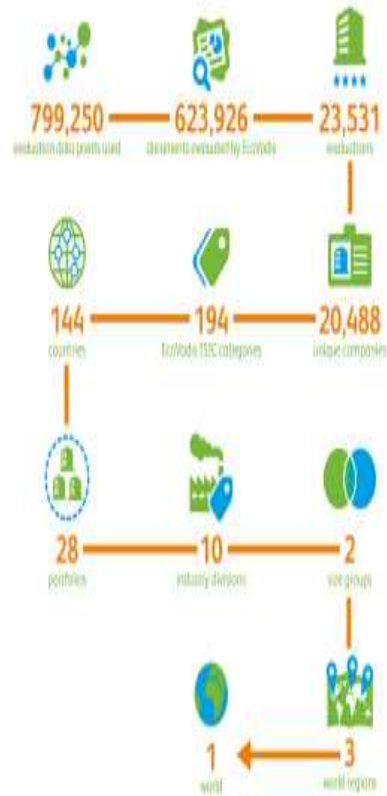 799,250 623,926 23,531
evaluation data points used documents evaluated by EcoVadis evaluations
144 194 20,488
countries EcoVadis TSIC categories unique companies
28 10 2
portfolios industry divisions size groups
1 3
world world regions